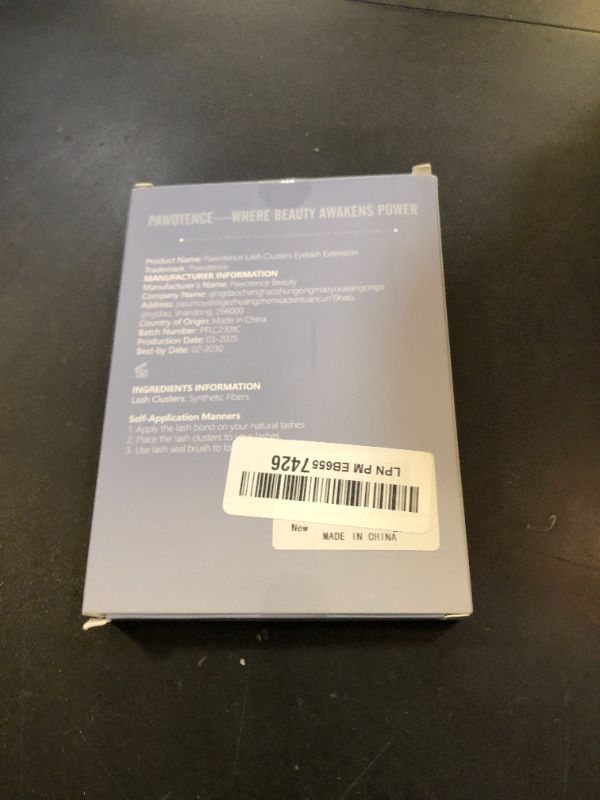 PAWOTENCE—WHERE BEAUTY AWAKENS POWER
Product Name: Pawotence Lash Clusters Eyelash Extension
Trademark: Pawotence
MANUFACTURER INFORMATION
Manufacturer's Name: Pawotence Beauty
Company Name:
Address:
qingdao, shandong, 266000
Country of Origin: Made in China
Batch Number: PFLC2301C
Production Date: 03-2025
Best-by Date: 02-2030
INGREDIENTS INFORMATION
Lash Clusters: Synthetic Fibers
Self-Application Manners
1. Apply the lash bond on your natural lashes.
2. Place the lash clusters to your lashes.
3. Use lash seal brush to
LPN PM EB6557426
New
MADE IN CHINA